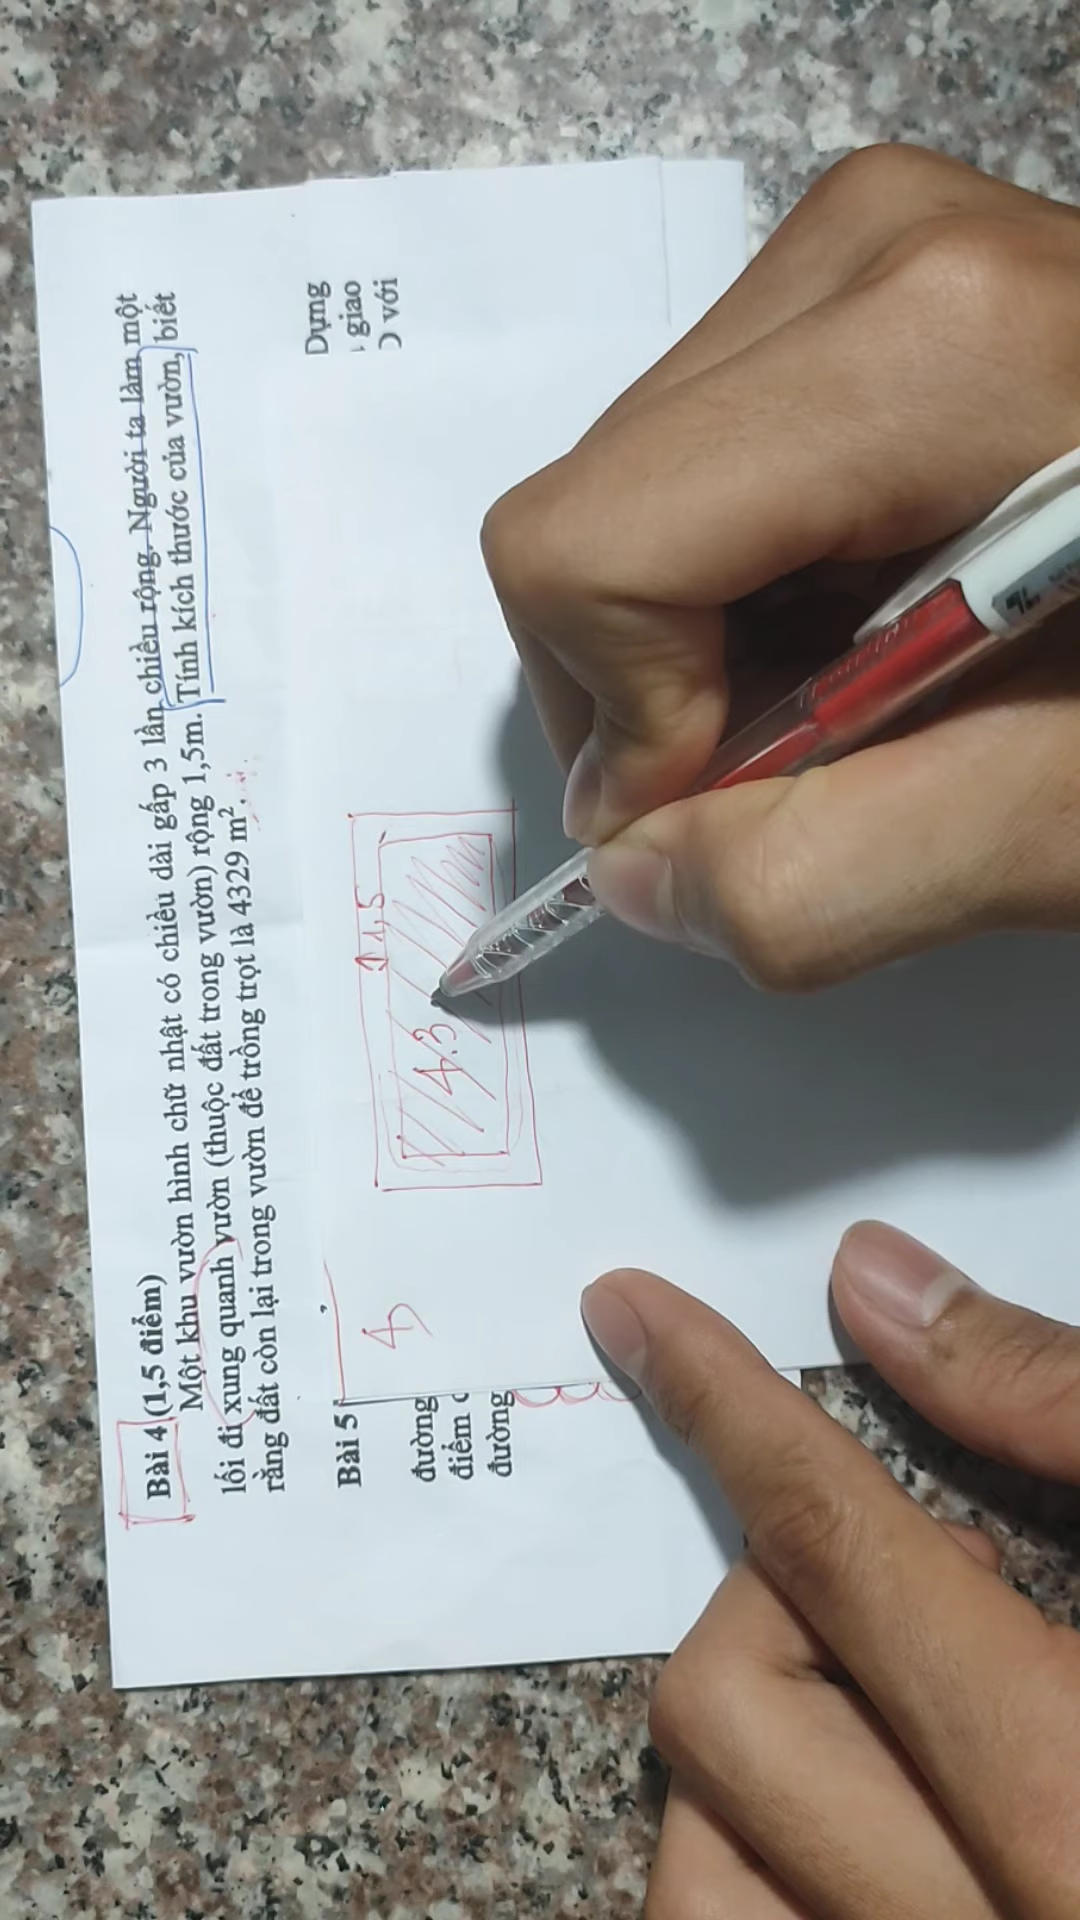 Bài 4 (1,5 điểm)
Một khu vườn hình chữ nhật có chiều dài gấp 3 lần chiều rộng. Người ta làm một
lối đi xung quanh vườn (thuộc đất trong vườn) rộng 1,5m. Tính kích thước của vườn, biết
rằng đất còn lại trong vườn để trồng trọt là 4329 m².
Bài 5
Dựng
đường
giao
điểm
với
đường
1,5
43